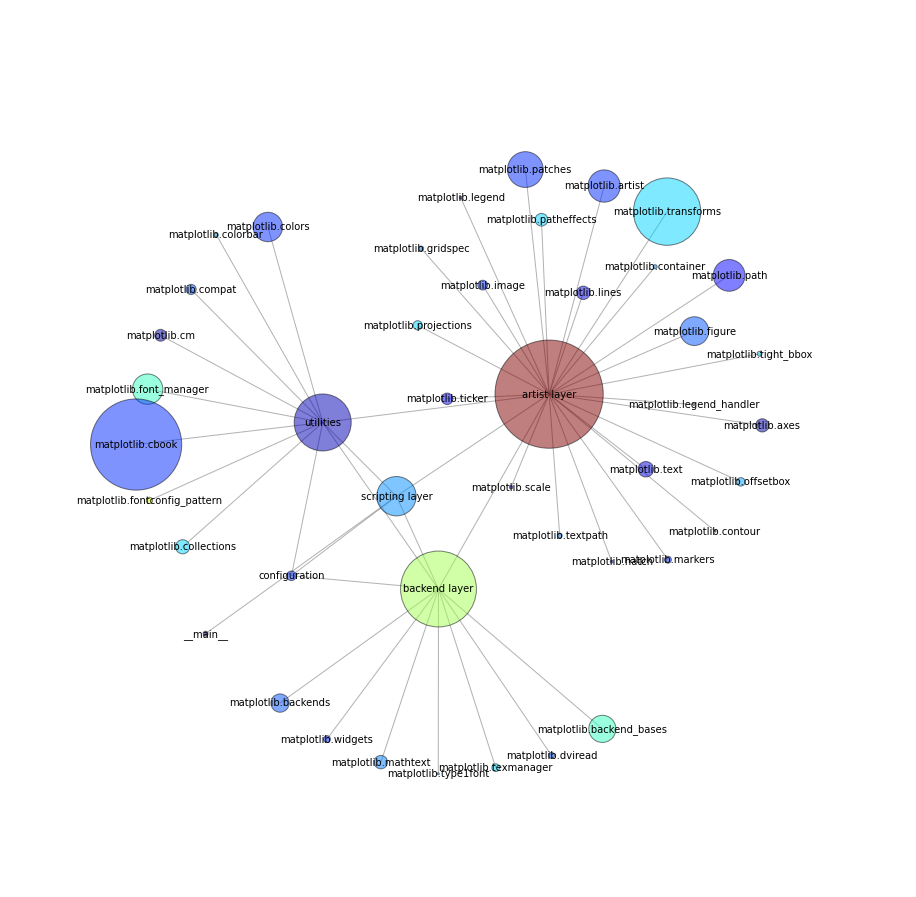 matplotlib.patches
matplotlib.artist
matplotlib.legend
matplotlib.transforms
matplotlib.patheffects
matplotlib.colors
matplotlib.colorbar
matplotlib.gridspec
matplotlib.container
matplotlib.path
matplotlib.image
matplotlib.compat
matplotlib.lines
matplotlib.projections
matplotlib.figure
matplotlib.cm
matplotlib.tight_bbox
matplotlib.font_manager
artist layer
matplotlib.ticker
matplotlib.legend_handler
utilities
matplotlib.axes
matplotlib.cbook
matplotlib.text
matplotlib.offsetbox
matplotlib.scale
scripting layer
matplotlib.fontconfig_pattern
matplotlib.contour
matplotlib.textpath
matplotlib.collections
matplotlib.hatch
matplotlib.markers
configuration
backend layer
__main__
matplotlib.backends
matplotlib.backend_bases
matplotlib.widgets
matplotlib.dviread
matplotlib.mathtext
matplotlib.texmanager
matplotlib.type1font